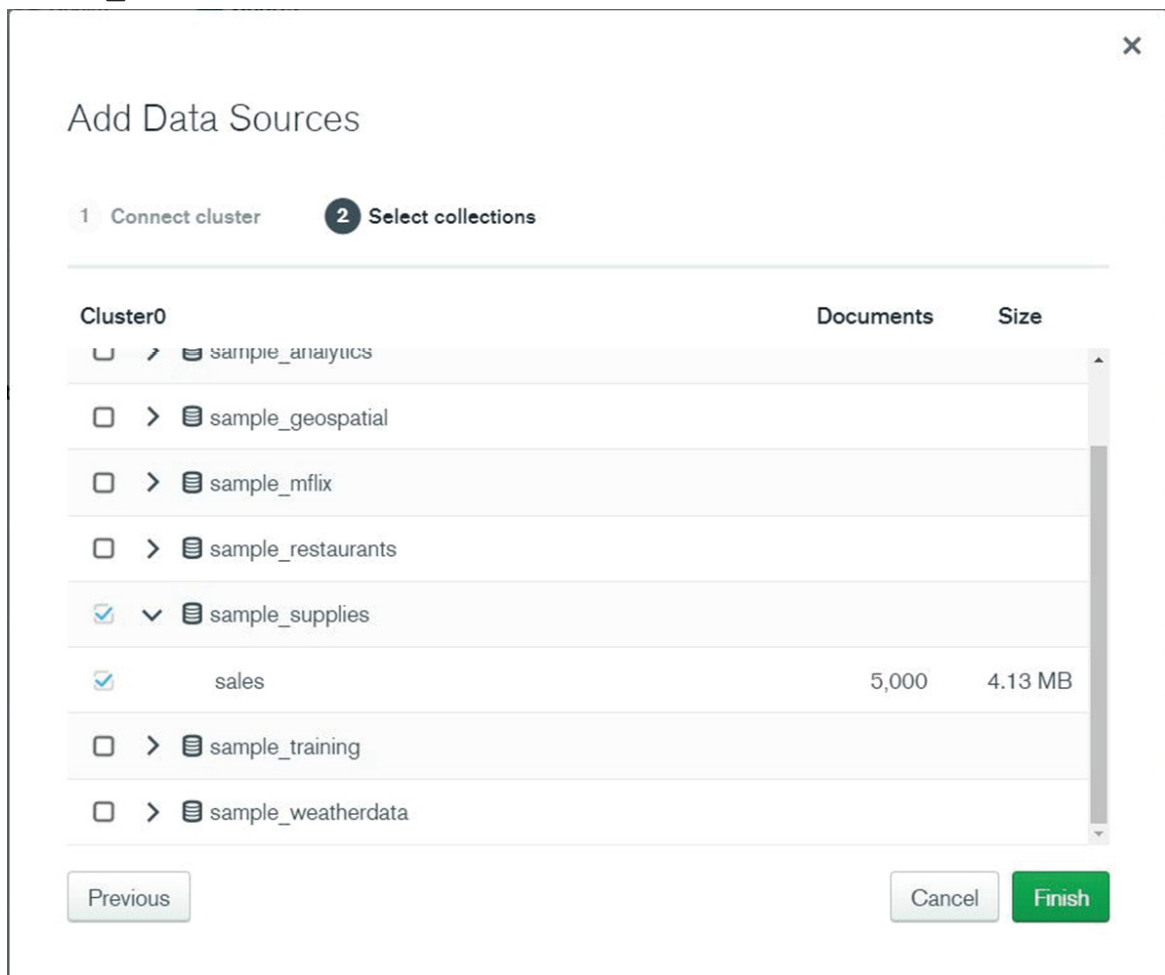 Add Data Sources
1 Connect cluster 2 Select collections
Cluster0 Documents Size
sample_analytics
sample_geospatial
sample_mflix
sample_restaurants
sample_supplies
sales 5,000 4.13 MB
sample_training
sample_weatherdata
Previous Cancel Finish